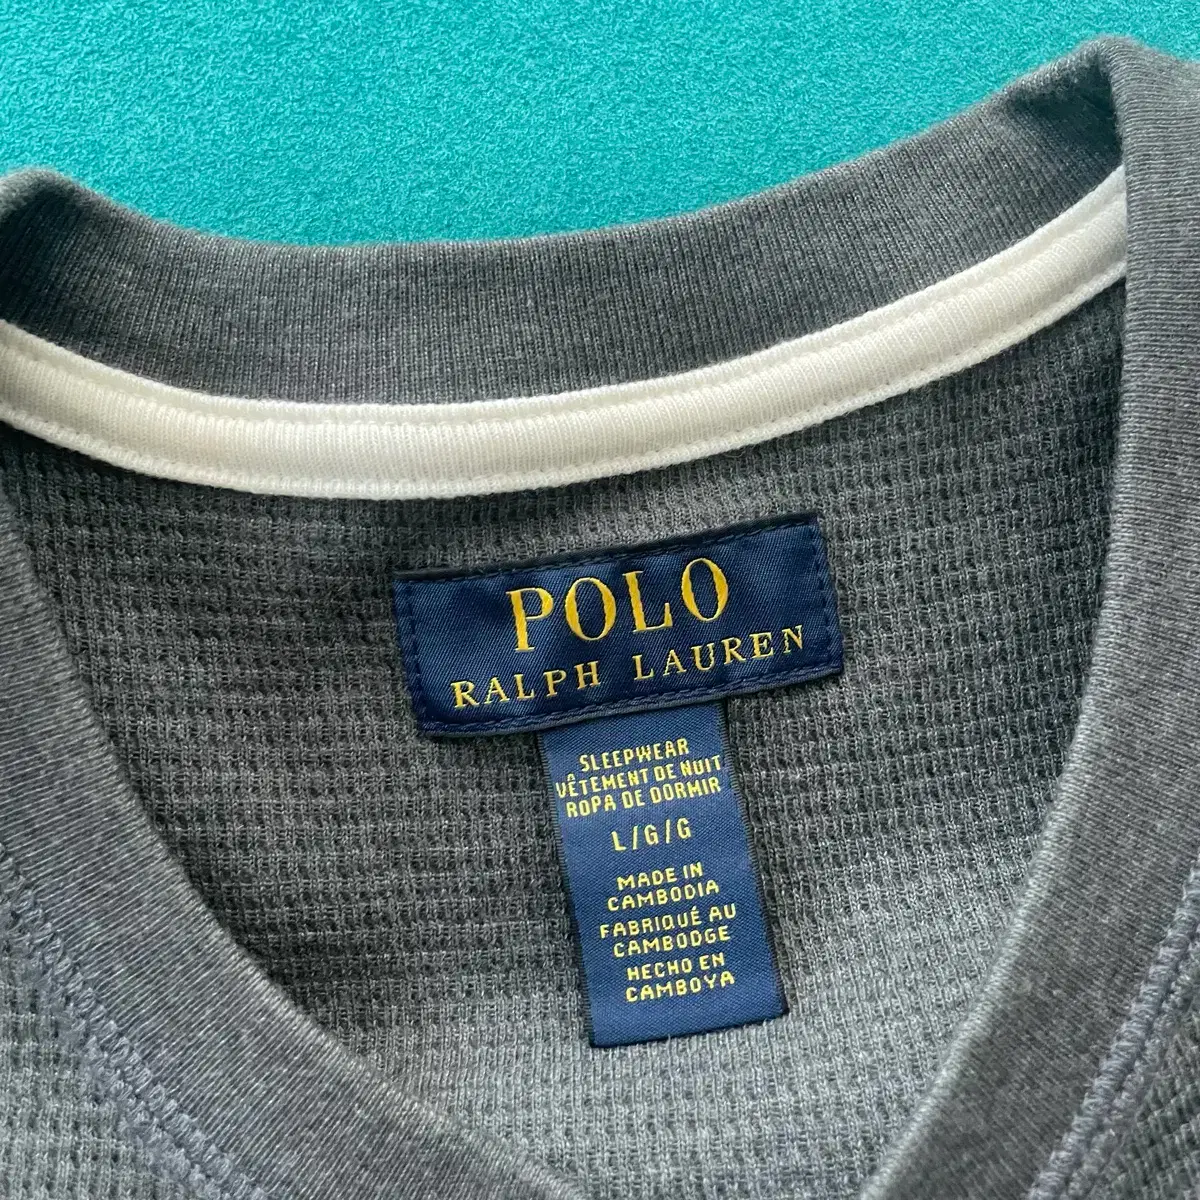 POLO
RALPH LAUREN
SLEEPWEAR
VÊTEMENT DE NUIT
ROPA DE DORMIR
L/G/G
MADE IN
CAMBODIA
FABRIQUÉ AU
CAMBODGE
HECHO EN
CAMBOYA